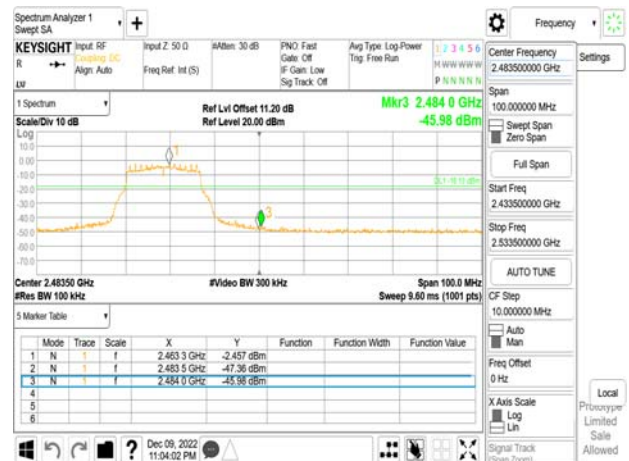 Spectrum Analyzer 1
Swept SA
Frequency
KEYSIGHT
Input: RF
Input Z: 50 Ω
#Atten: 30 dB
PNO: Fast
Avg Type: Log-Power
1 2 3 4 5 6
R
Coupling: DC
Gate: Off
Trig: Free Run
M W W W W W
Align: Auto
Freq Ref: Int (S)
IF Gain: Low
P N N N N N
Sig Track: Off
LXI
1 Spectrum
Ref Lvl Offset 11.20 dB
Mkr3 2.484 0 GHz
Scale/Div 10 dB
Ref Level 20.00 dBm
-45.98 dBm
Log
10.0
0.00
-10.0
-20.0
-30.0
-40.0
-50.0
-60.0
-70.0
1
3
Center 2.48350 GHz
#Video BW 300 kHz
Span 100.0 MHz
#Res BW 100 kHz
Sweep 9.60 ms (1001 pts)
5 Marker Table
Mode Trace Scale X Y Function Function Width Function Value
1 N 1 f 2.463 3 GHz -2.457 dBm
2 N 1 f 2.483 5 GHz -47.36 dBm
3 N 1 f 2.484 0 GHz -45.98 dBm
4
5
6
Dec 09, 2022
11:04:02 PM
Center Frequency
2.483500000 GHz
Settings
Span
100.000000 MHz
Swept Span
Zero Span
Full Span
Start Freq
2.433500000 GHz
Stop Freq
2.533500000 GHz
AUTO TUNE
CF Step
10.000000 MHz
Auto
Man
Freq Offset
0 Hz
X Axis Scale
Log
Lin
Signal Track
(Span Zoom)
Local
Prototype
Limited
Sale
Allowed